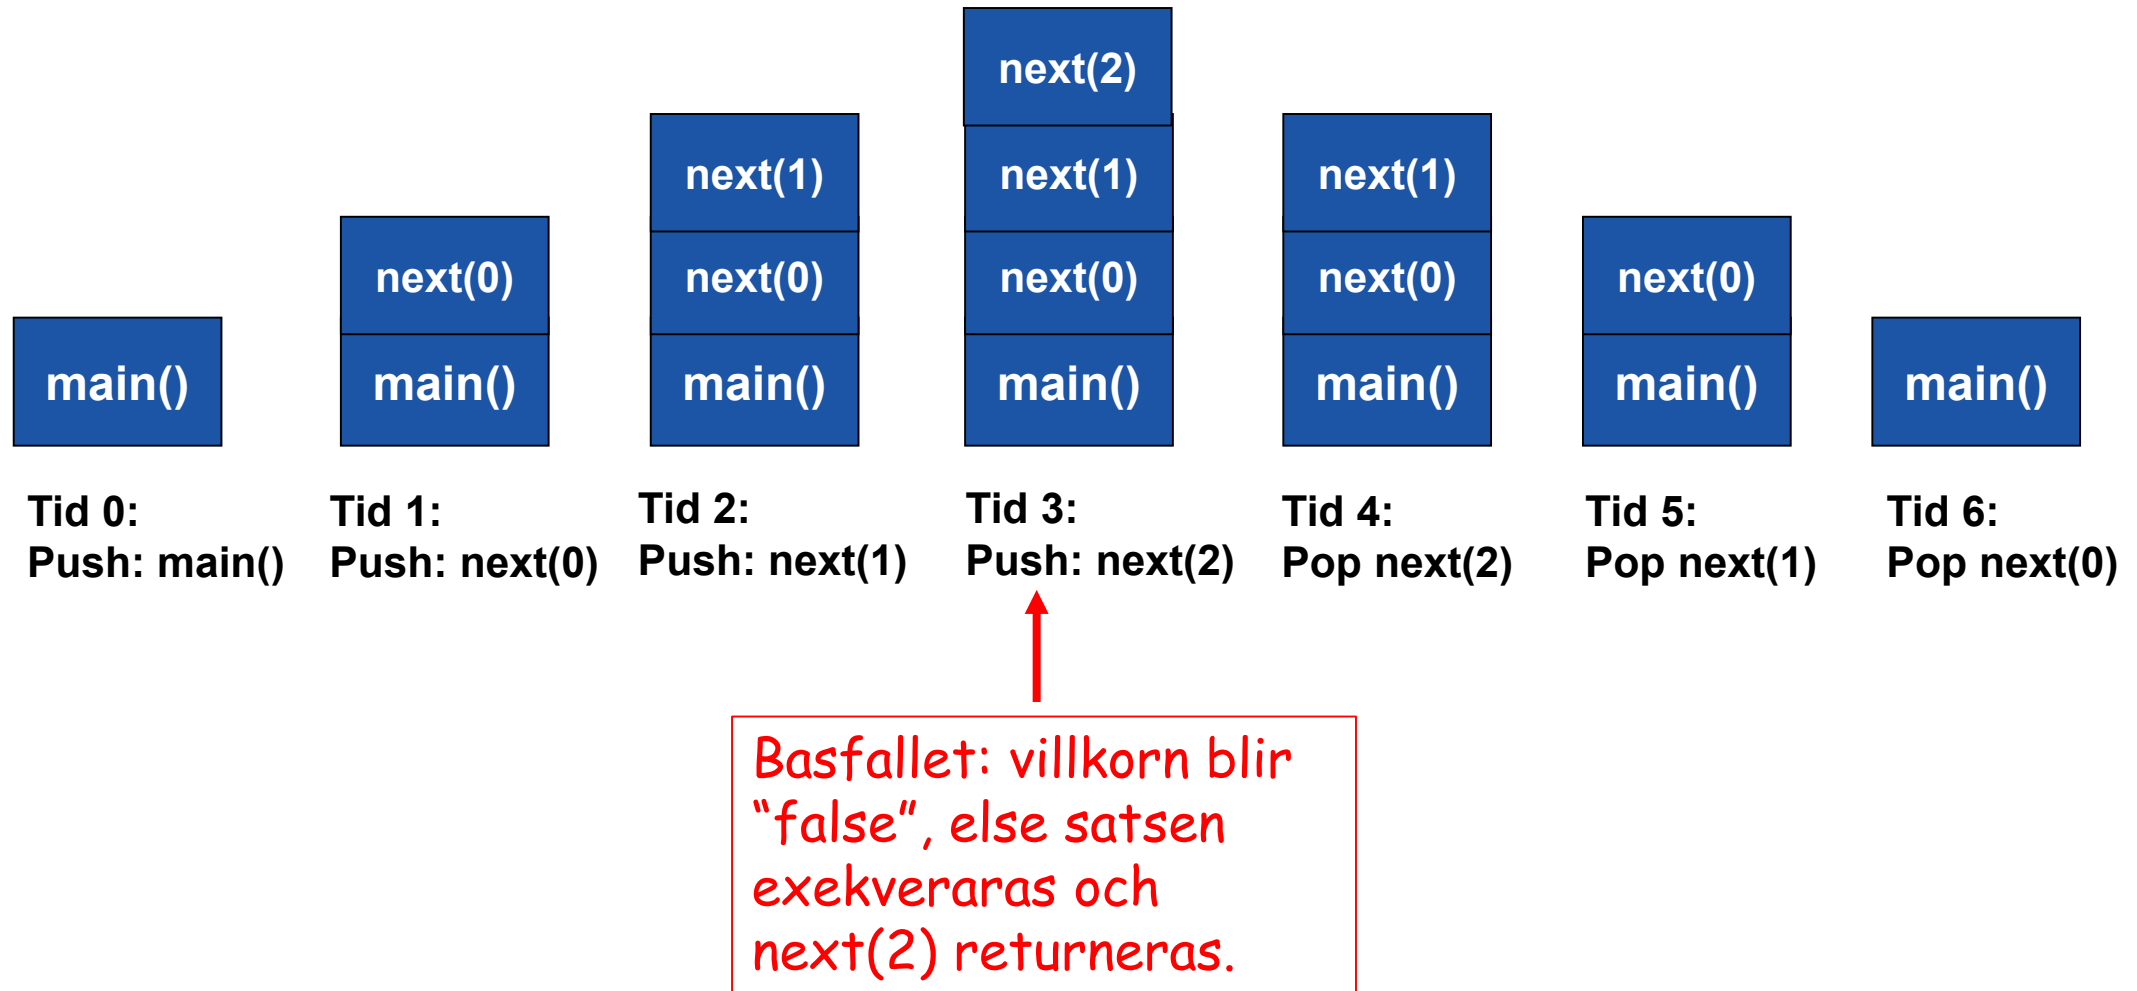 next(2)
next(1)
next(1)
next(1)
next(0)
next(0)
next(0)
next(0)
next(0)
main()
main()
main()
main()
main()
main()
main()
Tid 0:
Push: main()
Tid 1:
Push: next(0)
Tid 2:
Push: next(1)
Tid 3:
Push: next(2)
Tid 4:
Pop next(2)
Tid 5:
Pop next(1)
Tid 6:
Pop next(0)
Basfallet: villkorn blir
“false”, else satsen
exekveraras och
next(2) returneras.